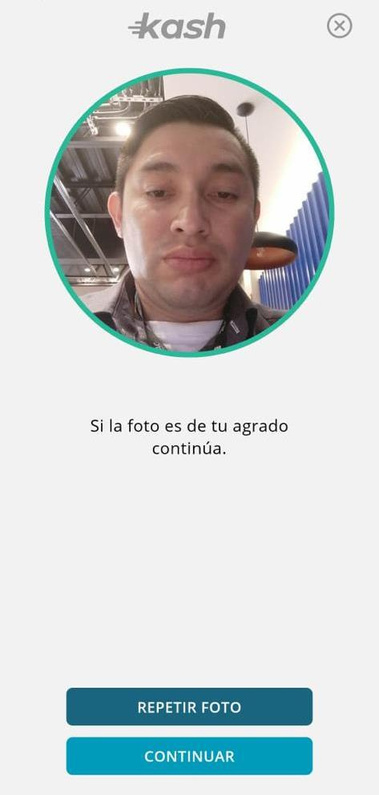 kash
Si la foto es de tu agrado
continúa.
REPETIR FOTO
CONTINUAR